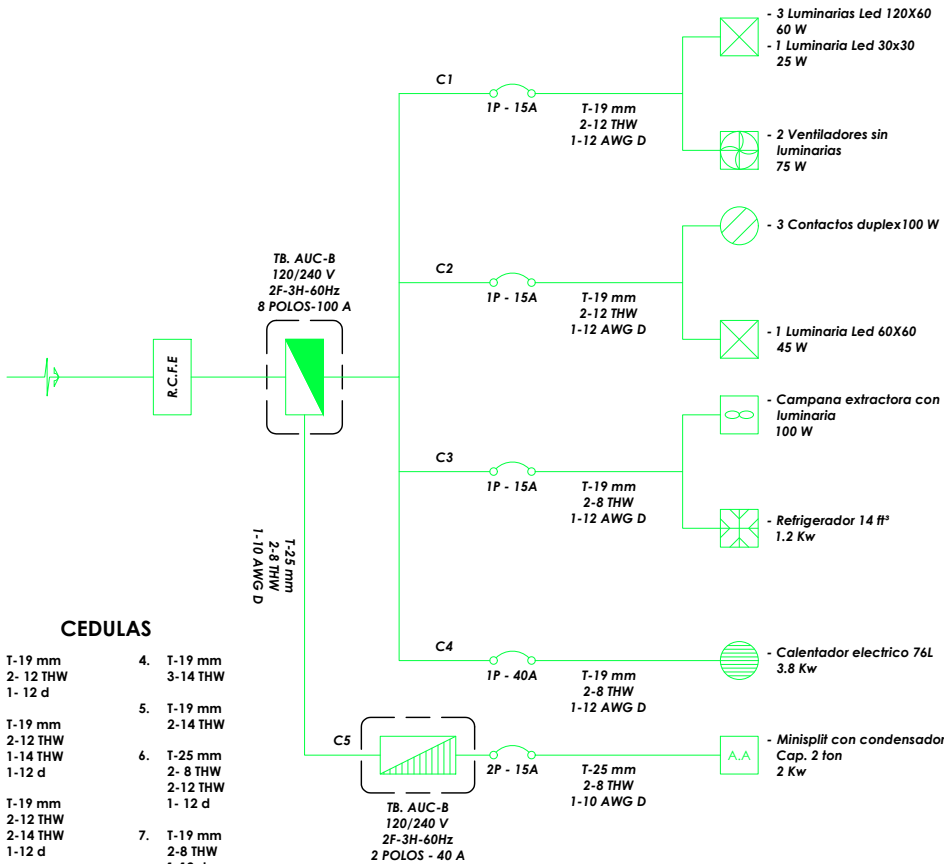 - 3 Luminarias Led 120X60
60 W
- 1 Luminaria Led 30x30
25 W
C1
1P - 15A
T-19 mm
2-12 THW
1-12 AWG D
- 2 Ventiladores sin
luminarias
75 W
- 3 Contactos duplex100 W
TB. AUC-B
120/240 V
2F-3H-60Hz
8 POLOS-100 A
C2
1P - 15A
T-19 mm
2-12 THW
1-12 AWG D
- 1 Luminaria Led 60X60
45 W
R.C.F.E
- Campana extractora con
luminaria
100 W
C3
1P - 15A
T-19 mm
2-8 THW
1-12 AWG D
- Refrigerador 14 ft³
1.2 Kw
T-25 mm
2-8 THW
1-10 AWG D
C4
1P - 40A
T-19 mm
2-8 THW
1-12 AWG D
- Calentador electrico 76L
3.8 Kw
C5
TB. AUC-B
120/240 V
2F-3H-60Hz
2 POLOS - 40 A
2P - 15A
T-25 mm
2-8 THW
1-10 AWG D
A.A
- Minisplit con condensador
Cap. 2 ton
2 Kw
CEDULAS
T-19 mm
2- 12 THW
1- 12 d
T-19 mm
2-12 THW
1-14 THW
1-12 d
T-19 mm
2-12 THW
2-14 THW
1-12 d
4. T-19 mm
3-14 THW
5. T-19 mm
2-14 THW
6. T-25 mm
2- 8 THW
2-12 THW
1- 12 d
7. T-19 mm
2-8 THW